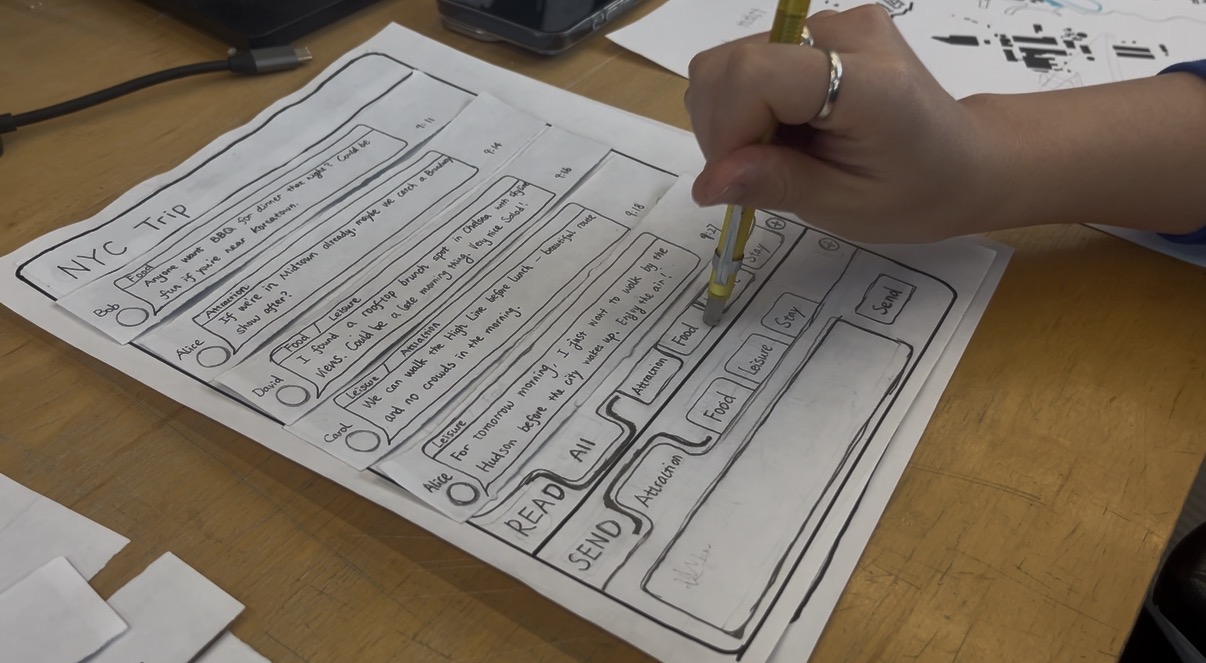 NYC Trip
9:11
Food
Anyone want BBQ for dinner that night? Could be
fun if you're near Koreatown.
Bob
9:14
Attraction
If we're in Midtown already, maybe we catch a Broadway
show after?
Alice
9:16
Food / Leisure
I found a rooftop brunch spot in Chelsea with skyline
views. Could be a late morning thing. Very nice salad!
David
9:18
Leisure / Attraction
We can walk the High Line before lunch - beautiful route
and no crowds in the morning.
Carol
9:27
Leisure
For tomorrow morning, I just want to walk by the
Hudson before the city wakes up. Enjoy the air!
Alice
READ All Attraction Food Stay +
SEND Attraction Food Leisure Stay +
Send